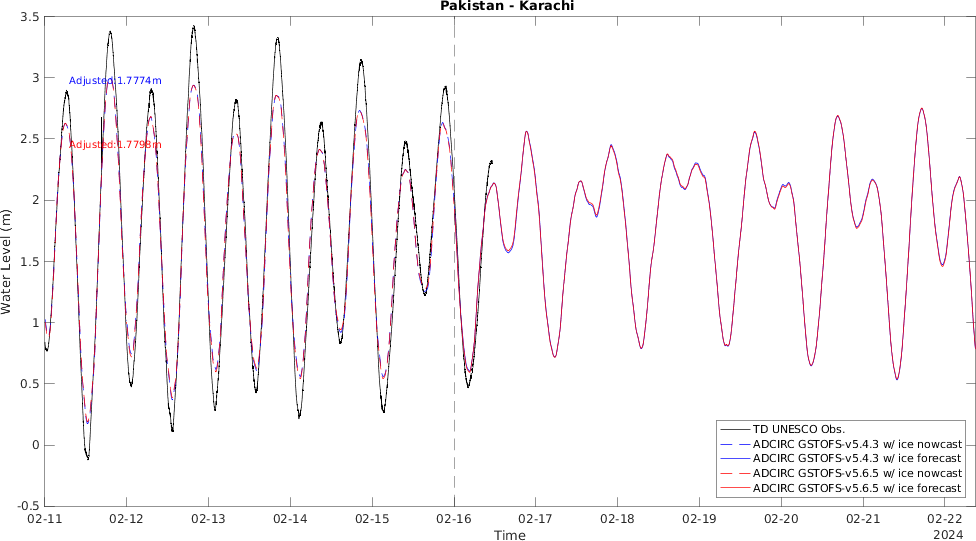 Pakistan - Karachi
3.5
3
2.5
2
1.5
1
0.5
0
-0.5
Water Level (m)
Adjusted:1.7774m
Adjusted:1.7798m
TD UNESCO Obs.
ADCIRC GSTOFS-v5.4.3 w/ ice nowcast
ADCIRC GSTOFS-v5.4.3 w/ ice forecast
ADCIRC GSTOFS-v5.6.5 w/ ice nowcast
ADCIRC GSTOFS-v5.6.5 w/ ice forecast
02-11 02-12 02-13 02-14 02-15 02-16 02-17 02-18 02-19 02-20 02-21 02-22
Time
2024